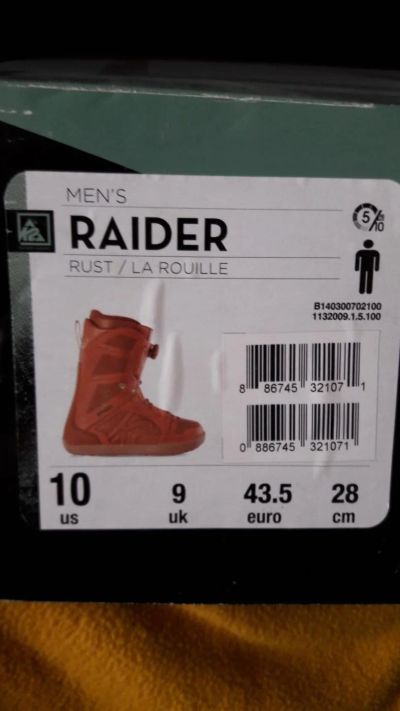 MEN'S
RAIDER
RUST / LA ROUILLE
5/10
K2
B140300702100
1132009.1.5.100
8 86745 32107 1
0 886745 321071
10 9 43.5 28
us uk euro cm